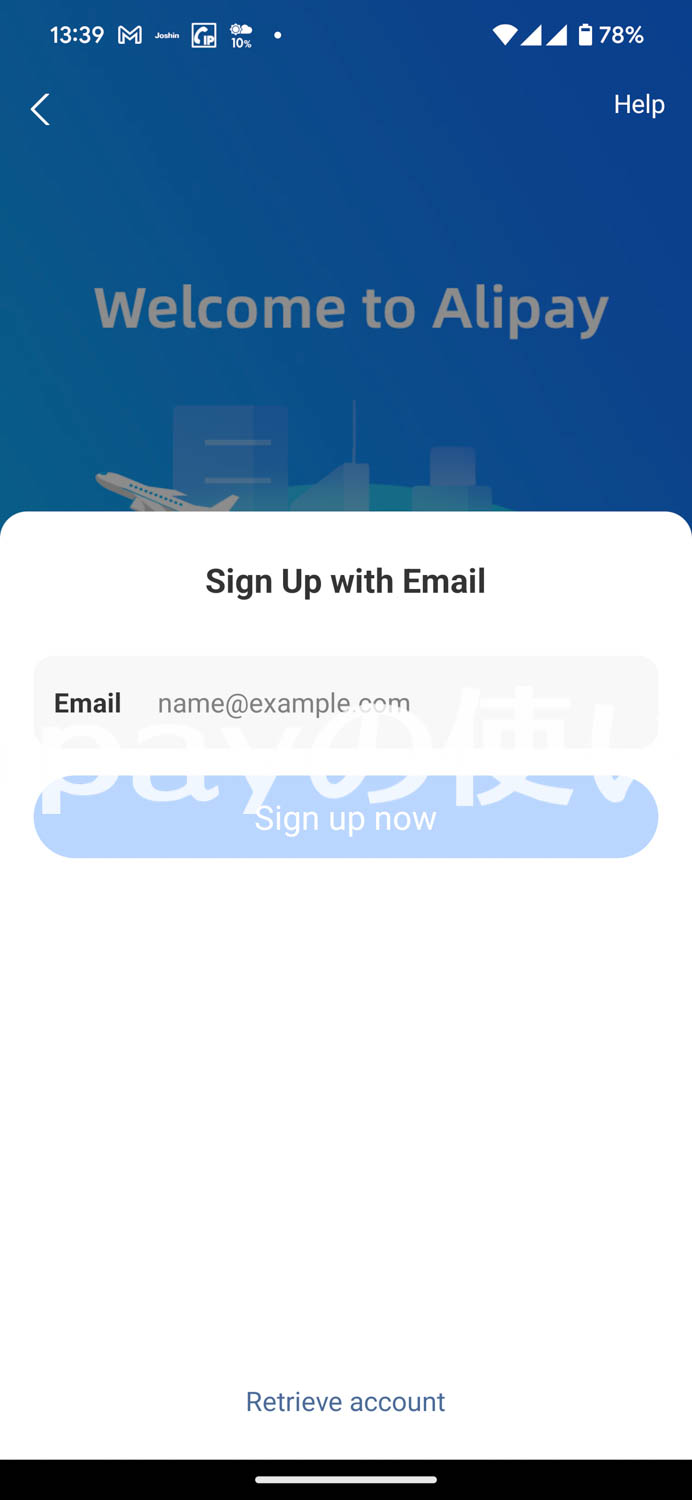 13:39 Joshin IP 10% 78%
Help
Welcome to Alipay
Sign Up with Email
Email name@example.com
payの使い
Sign up now
Retrieve account